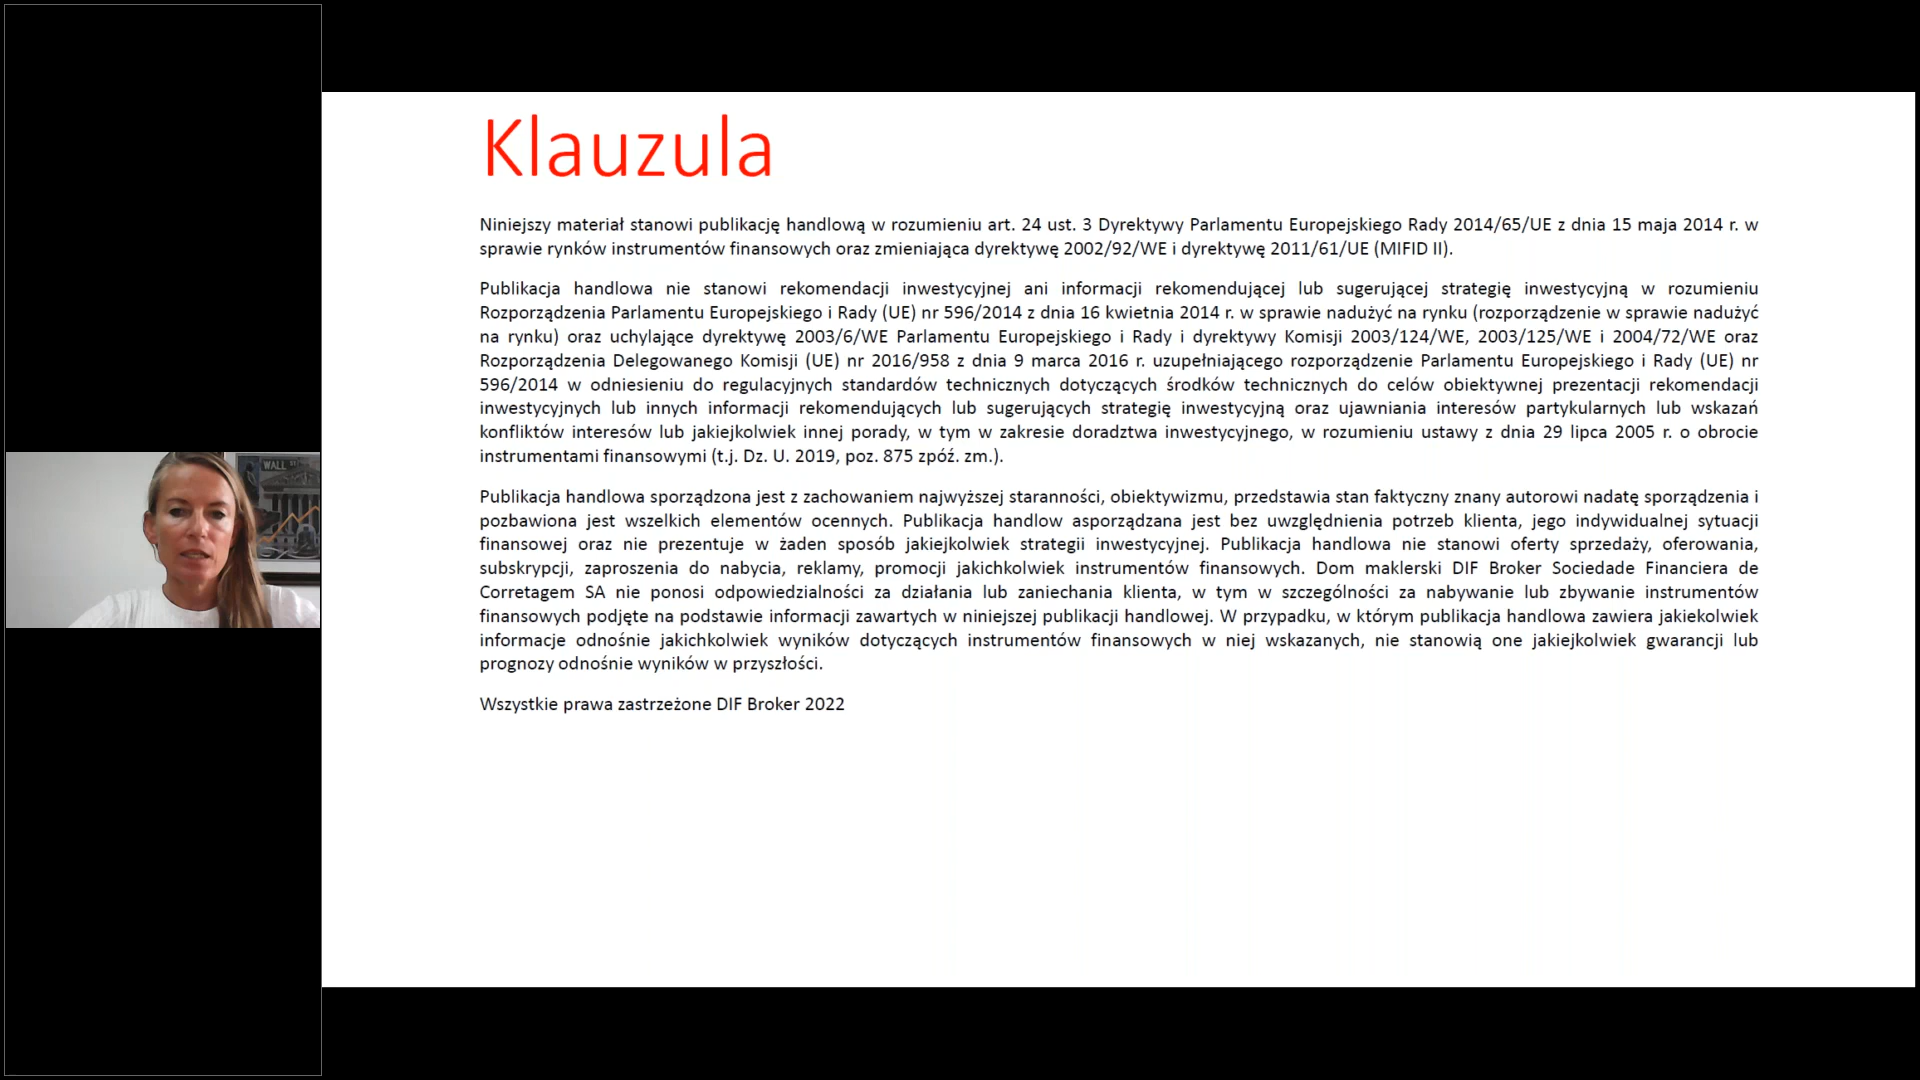 Klauzula
Niniejszy materiał stanowi publikację handlową w rozumieniu art. 24 ust. 3 Dyrektywy Parlamentu Europejskiego Rady 2014/65/UE z dnia 15 maja 2014 r. w
sprawie rynków instrumentów finansowych oraz zmieniająca dyrektywę 2002/92/WE i dyrektywę 2011/61/UE (MIFID II).
Publikacja handlowa nie stanowi rekomendacji inwestycyjnej ani informacji rekomendującej lub sugerującej strategię inwestycyjną w rozumieniu
Rozporządzenia Parlamentu Europejskiego i Rady (UE) nr 596/2014 z dnia 16 kwietnia 2014 r. w sprawie nadużyć na rynku (rozporządzenie w sprawie nadużyć
na rynku) oraz uchylające dyrektywę 2003/6/WE Parlamentu Europejskiego i Rady i dyrektywy Komisji 2003/124/WE, 2003/125/WE i 2004/72/WE oraz
Rozporządzenia Delegowanego Komisji (UE) nr 2016/958 z dnia 9 marca 2016 r. uzupełniającego rozporządzenie Parlamentu Europejskiego i Rady (UE) nr
596/2014 w odniesieniu do regulacyjnych standardów technicznych dotyczących środków technicznych do celów obiektywnej prezentacji rekomendacji
inwestycyjnych lub innych informacji rekomendujących lub sugerujących strategię inwestycyjną oraz ujawniania interesów partykularnych lub wskazań
konfliktów interesów lub jakiejkolwiek innej porady, w tym w zakresie doradztwa inwestycyjnego, w rozumieniu ustawy z dnia 29 lipca 2005 r. o obrocie
instrumentami finansowymi (t.j. Dz. U. 2019, poz. 875 zpóź. zm.).
Publikacja handlowa sporządzona jest z zachowaniem najwyższej staranności, obiektywizmu, przedstawia stan faktyczny znany autorowi nadatę sporządzenia i
pozbawiona jest wszelkich elementów ocennych. Publikacja handlow asporządzana jest bez uwzględnienia potrzeb klienta, jego indywidualnej sytuacji
finansowej oraz nie prezentuje w żaden sposób jakiejkolwiek strategii inwestycyjnej. Publikacja handlowa nie stanowi oferty sprzedaży, oferowania,
subskrypcji, zaproszenia do nabycia, reklamy, promocji jakichkolwiek instrumentów finansowych. Dom maklerski DIF Broker Sociedade Financiera de
Corretagem SA nie ponosi odpowiedzialności za działania lub zaniechania klienta, w tym w szczególności za nabywanie lub zbywanie instrumentów
finansowych podjęte na podstawie informacji zawartych w niniejszej publikacji handlowej. W przypadku, w którym publikacja handlowa zawiera jakiekolwiek
informacje odnośnie jakichkolwiek wyników dotyczących instrumentów finansowych w niej wskazanych, nie stanowią one jakiejkolwiek gwarancji lub
prognozy odnośnie wyników w przyszłości.
Wszystkie prawa zastrzeżone DIF Broker 2022
WALL